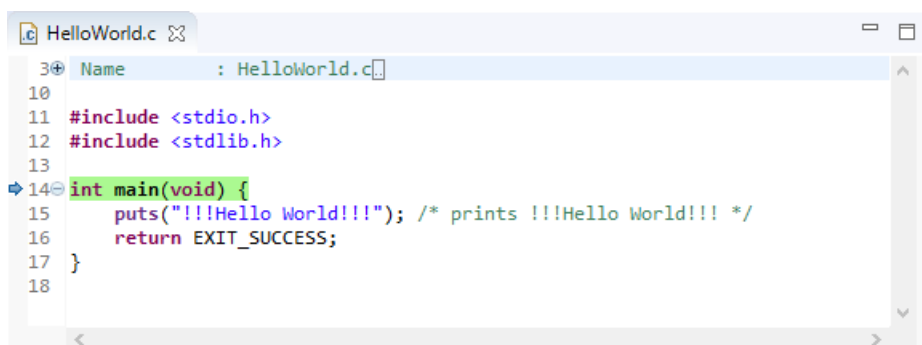 HelloWorld.c
3 Name : HelloWorld.c
10
11 #include <stdio.h>
12 #include <stdlib.h>
13
14 int main(void) {
15 puts("!!!Hello World!!!"); /* prints !!!Hello World!!! */
16 return EXIT_SUCCESS;
17 }
18